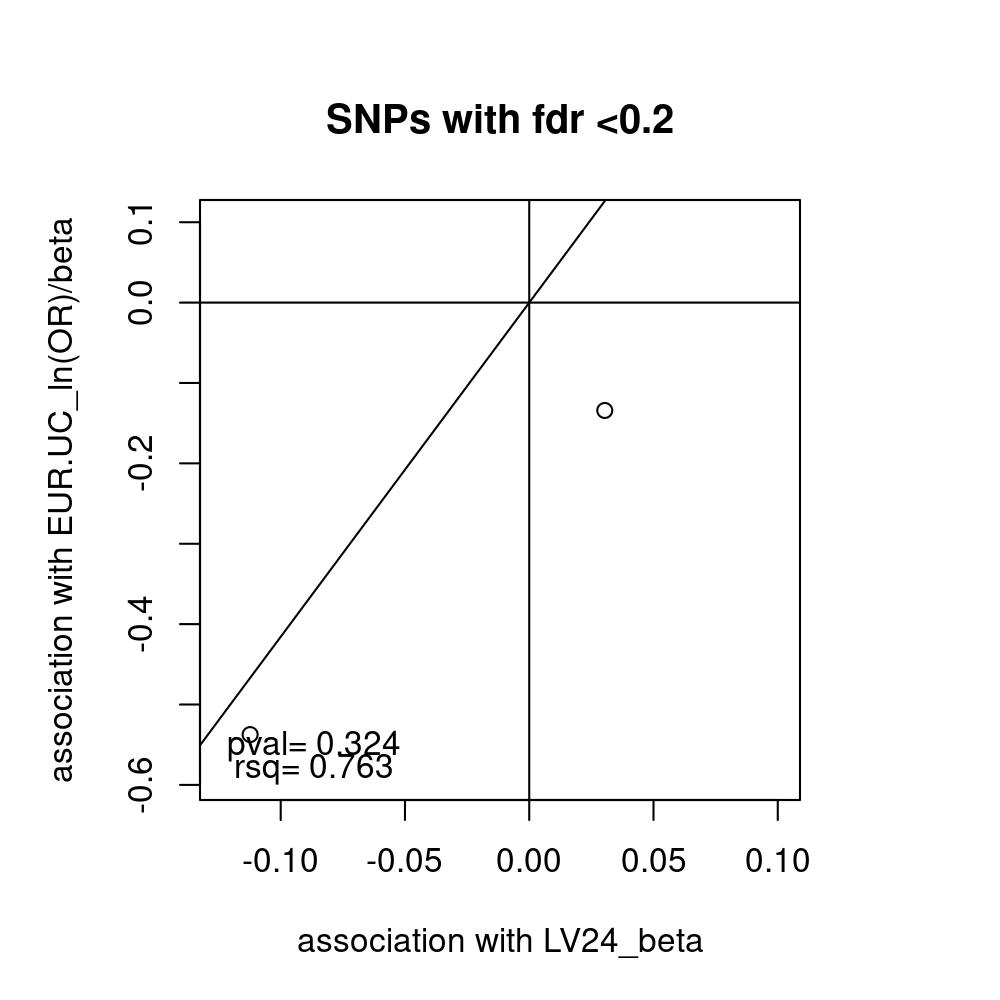 SNPs with fdr <0.2
association with EUR.UC_ln(OR)/beta
0.1
0.0
-0.2
-0.4
-0.6
pval= 0.324
rsq= 0.763
-0.10 -0.05 0.00 0.05 0.10
association with LV24_beta